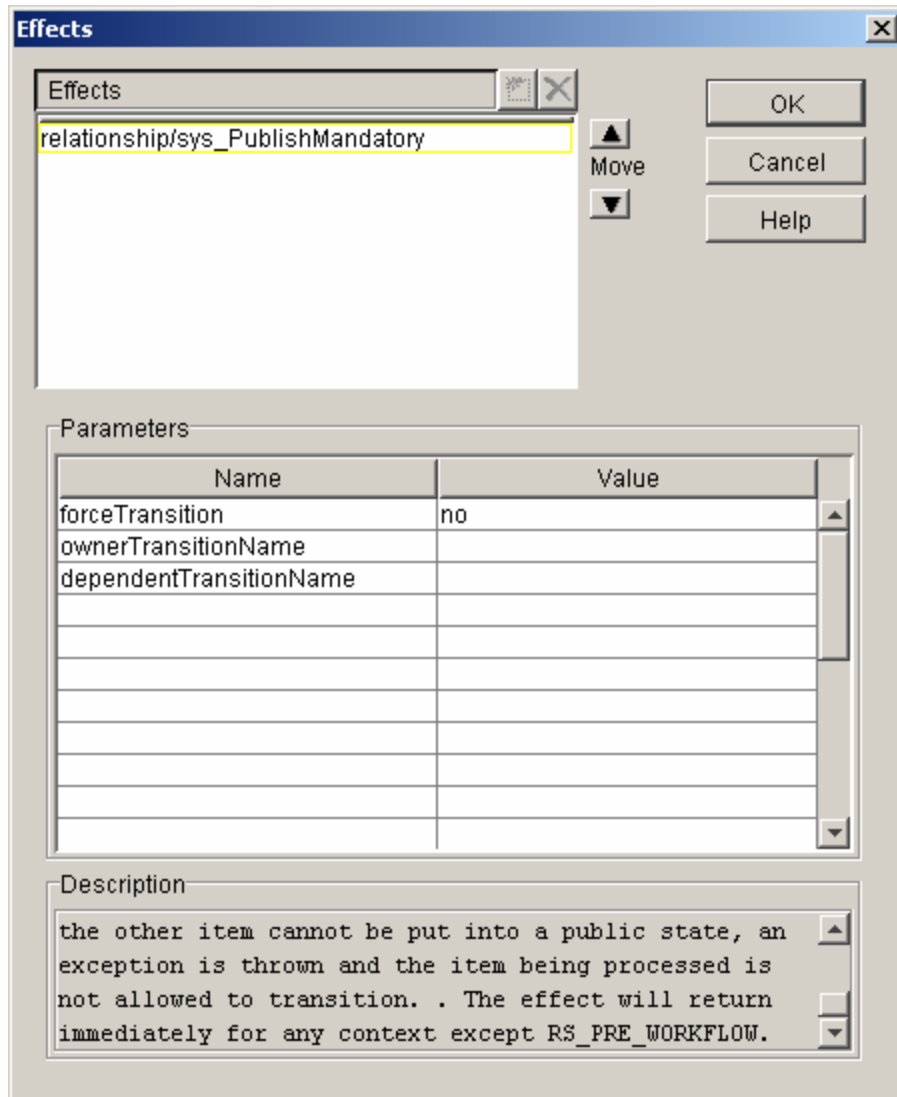 Effects
Effects
OK
relationship/sys_PublishMandatory
Move
Cancel
Help
Parameters
Name Value
forceTransition no
ownerTransitionName
dependentTransitionName
Description
the other item cannot be put into a public state, an
exception is thrown and the item being processed is
not allowed to transition. . The effect will return
immediately for any context except RS_PRE_WORKFLOW.